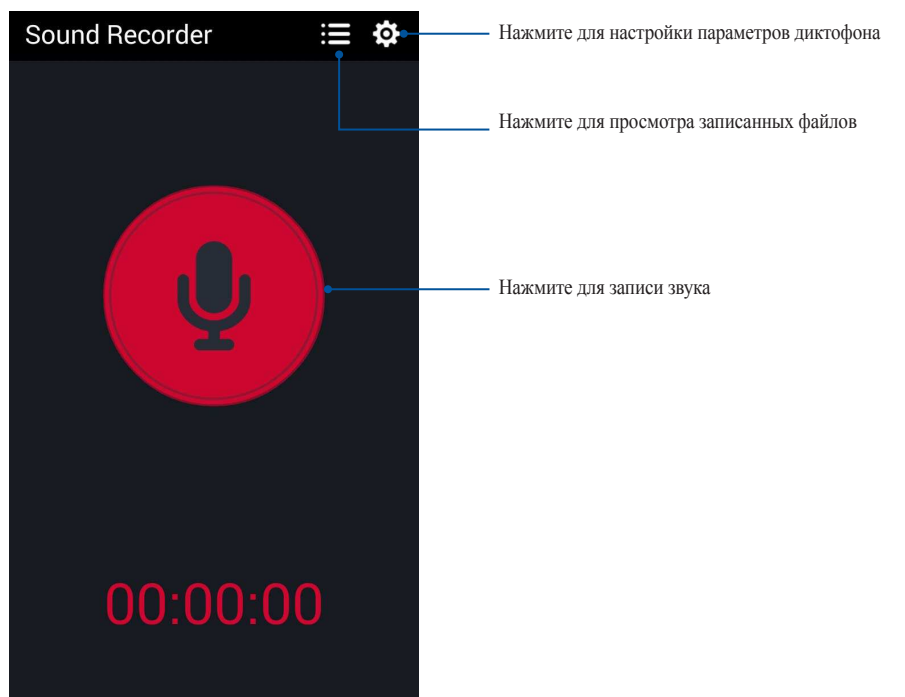 Sound Recorder
Нажмите для настройки параметров диктофона
Нажмите для просмотра записанных файлов
Нажмите для записи звука
00:00:00